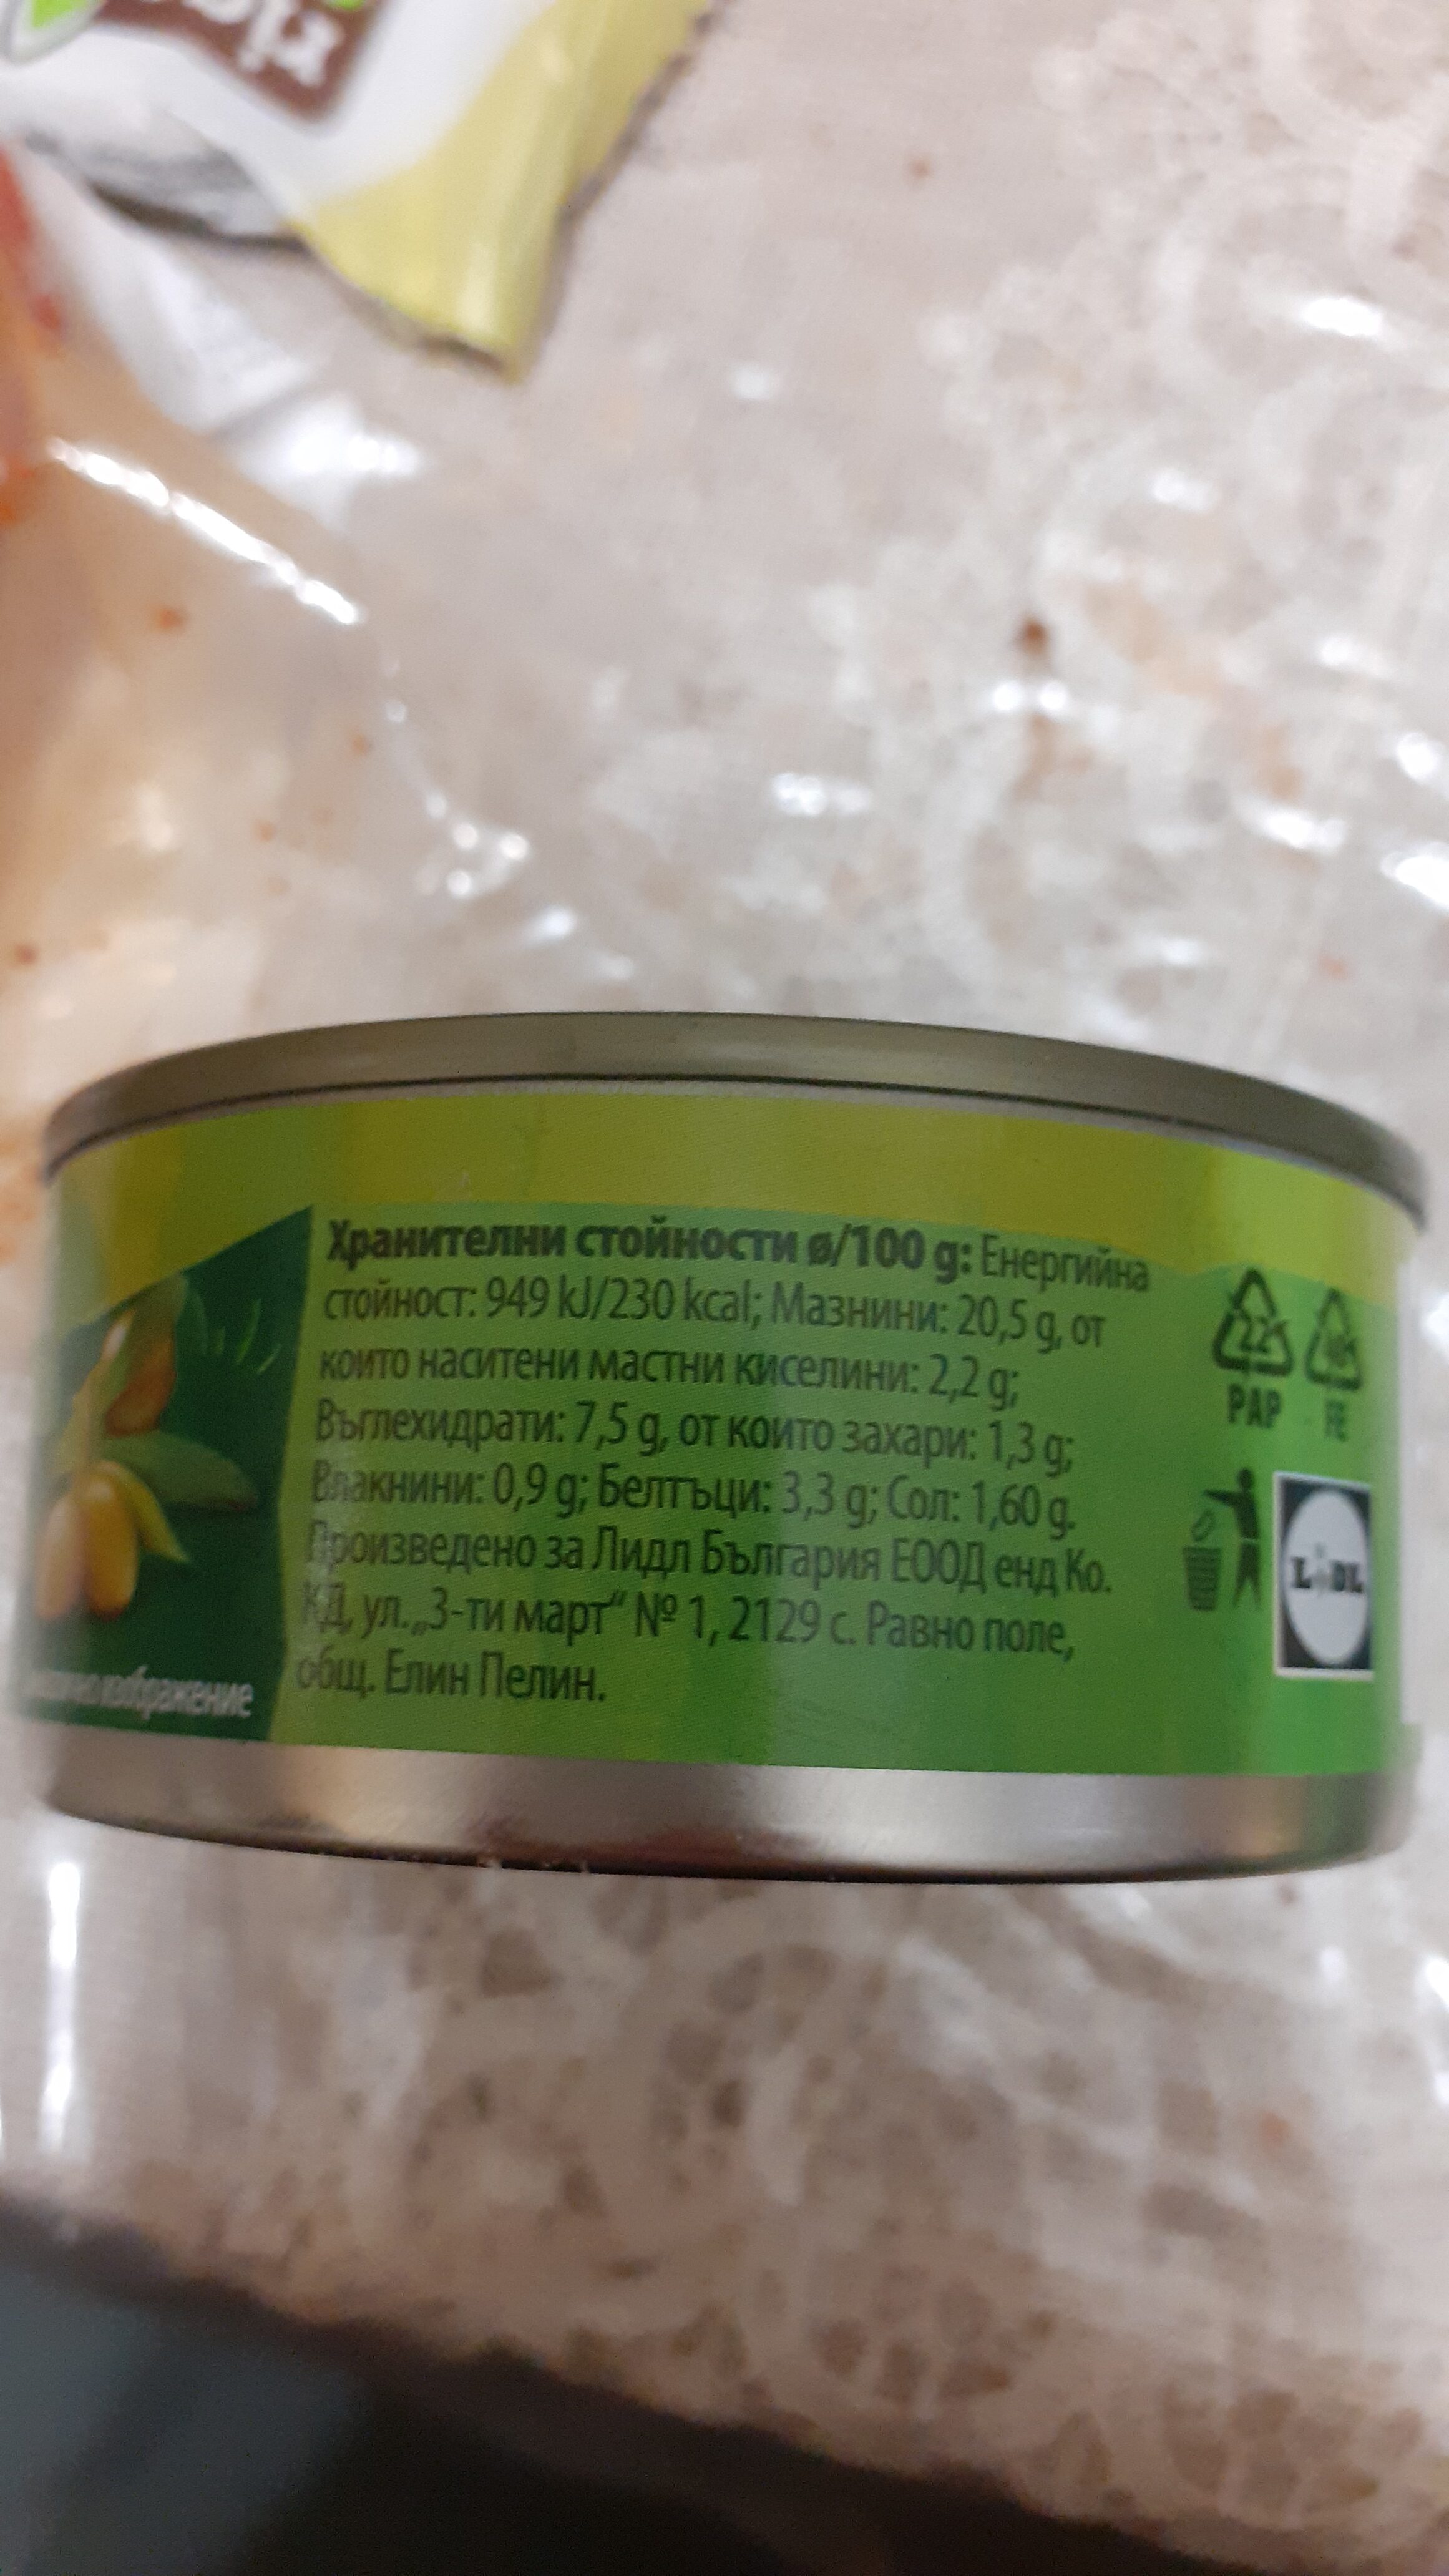 Хранителни стойности ø/100 g: Енергийна
стойност: 949 kJ/230 kcal; Мазнини: 20,5 g, от
които наситени мастни киселини: 2,2 g;
Въглехидрати: 7,5 g, от които захари: 1,3 g;
Влакнини: 0,9 g; Белтъци: 3,3 g; Сол: 1,60 g.
Произведено за Лидл България ЕООД енд Ко.
КД, ул. „3-ти март“ № 1, 2129 с. Равно поле,
общ. Елин Пелин.
22
PAP
FE
LIDL
изображение